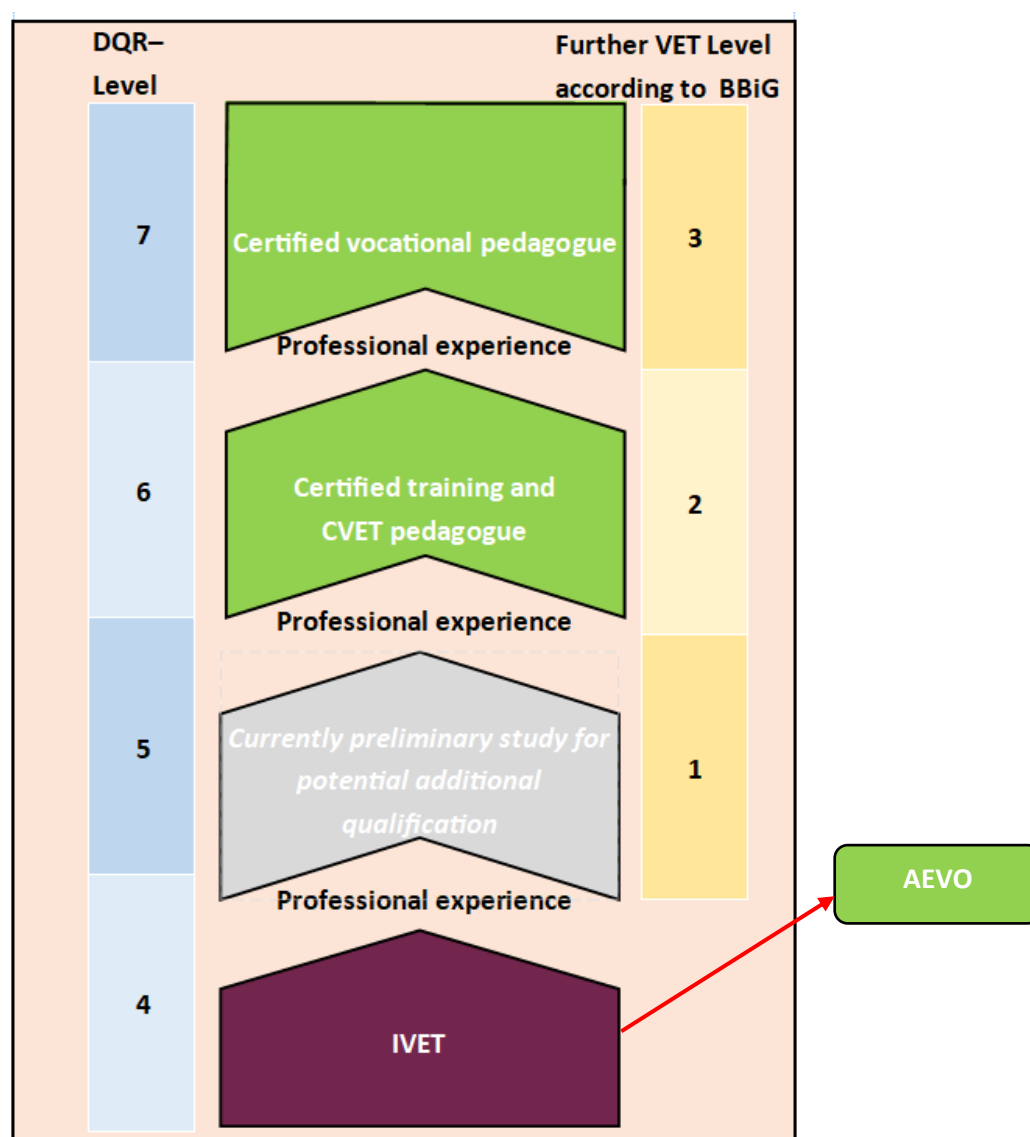 DQR–
Level
Further VET Level
according to BBiG
7
Certified vocational pedagogue
3
Professional experience
6
Certified training and
CVET pedagogue
2
Professional experience
5
Currently preliminary study for
potential additional
qualification
1
AEVO
Professional experience
4
IVET